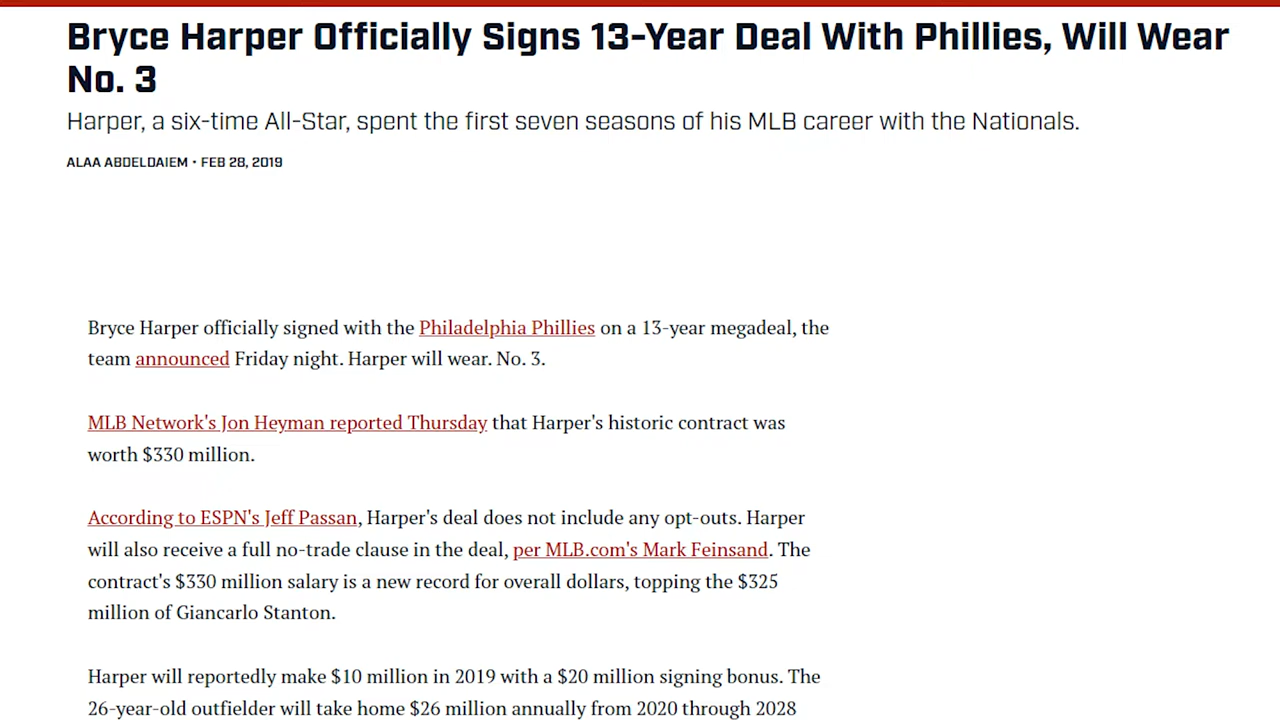 Bryce Harper Officially Signs 13-Year Deal With Phillies, Will Wear
No. 3
Harper, a six-time All-Star, spent the first seven seasons of his MLB career with the Nationals.
ALAA ABDELDAIEM • FEB 28, 2019
Bryce Harper officially signed with the Philadelphia Phillies on a 13-year megadeal, the
team announced Friday night. Harper will wear. No. 3.
MLB Network's Jon Heyman reported Thursday that Harper's historic contract was
worth $330 million.
According to ESPN's Jeff Passan, Harper's deal does not include any opt-outs. Harper
will also receive a full no-trade clause in the deal, per MLB.com's Mark Feinsand. The
contract's $330 million salary is a new record for overall dollars, topping the $325
million of Giancarlo Stanton.
Harper will reportedly make $10 million in 2019 with a $20 million signing bonus. The
26-year-old outfielder will take home $26 million annually from 2020 through 2028